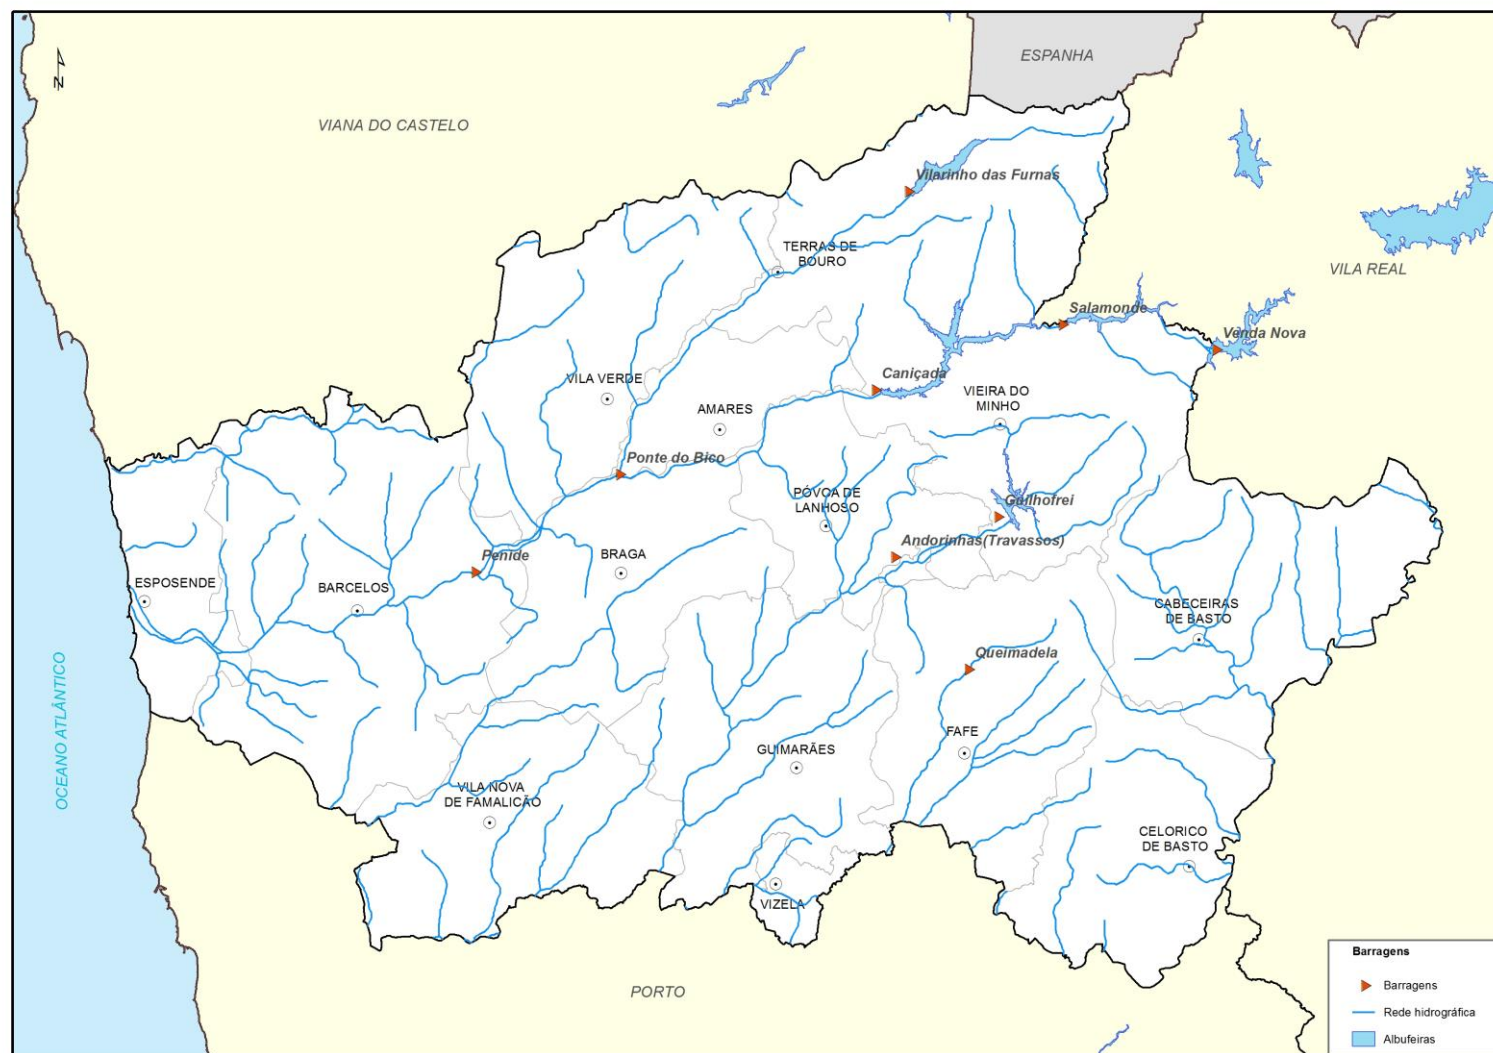 ESPANHA
N
VIANA DO CASTELO
Vilarinho das Furnas
TERRAS DE
BOURO
VILA REAL
Salamonde
Venda Nova
Caniçada
VILA VERDE
VIEIRA DO
MINHO
AMARES
Ponte do Bico
PÓVOA DE
LANHOSO
Guilhofrei
Andorinhas(Travassos)
Penide
BRAGA
ESPOSENDE
BARCELOS
CABECEIRAS
DE BASTO
Queimadela
OCEANO ATLÂNTICO
FAFE
GUIMARÃES
VILA NOVA
DE FAMALICÃO
CELORICO
DE BASTO
VIZELA
PORTO
Barragens
Barragens
Rede hidrográfica
Albufeiras